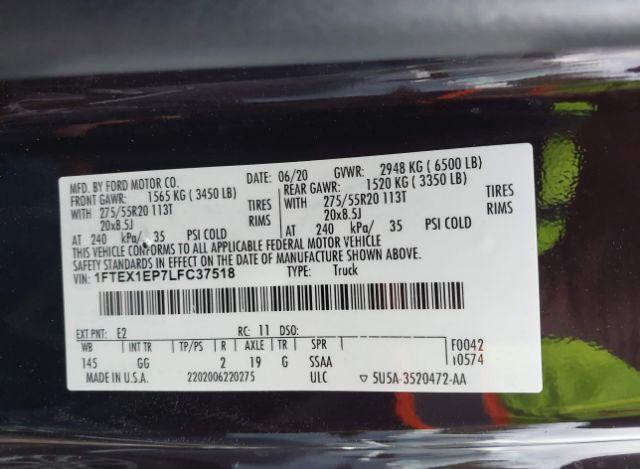 MFD. BY FORD MOTOR CO.
DATE: 06/20 GVWR: 2948 KG ( 6500 LB)
FRONT GAWR: 1565 KG ( 3450 LB)
REAR GAWR: 1520 KG ( 3350 LB)
WITH 275/55R20 113T TIRES
WITH 275/55R20 113T TIRES
20x8.5J RIMS
20x8.5J RIMS
AT 240 kPa/ 35 PSI COLD
AT 240 kPa/ 35 PSI COLD
THIS VEHICLE CONFORMS TO ALL APPLICABLE FEDERAL MOTOR VEHICLE
SAFETY STANDARDS IN EFFECT ON THE DATE OF MANUFACTURE SHOWN ABOVE.
VIN: 1FTEX1EP7LFC37518 TYPE: Truck
EXT PNT: E2 RC: 11 DSO:
WB INT TR TP/PS R AXLE TR SPR
145 GG 2 19 G SSAA
F0042
10574
MADE IN U.S.A. 2202006220275 ULC 5U5A-3520472-AA